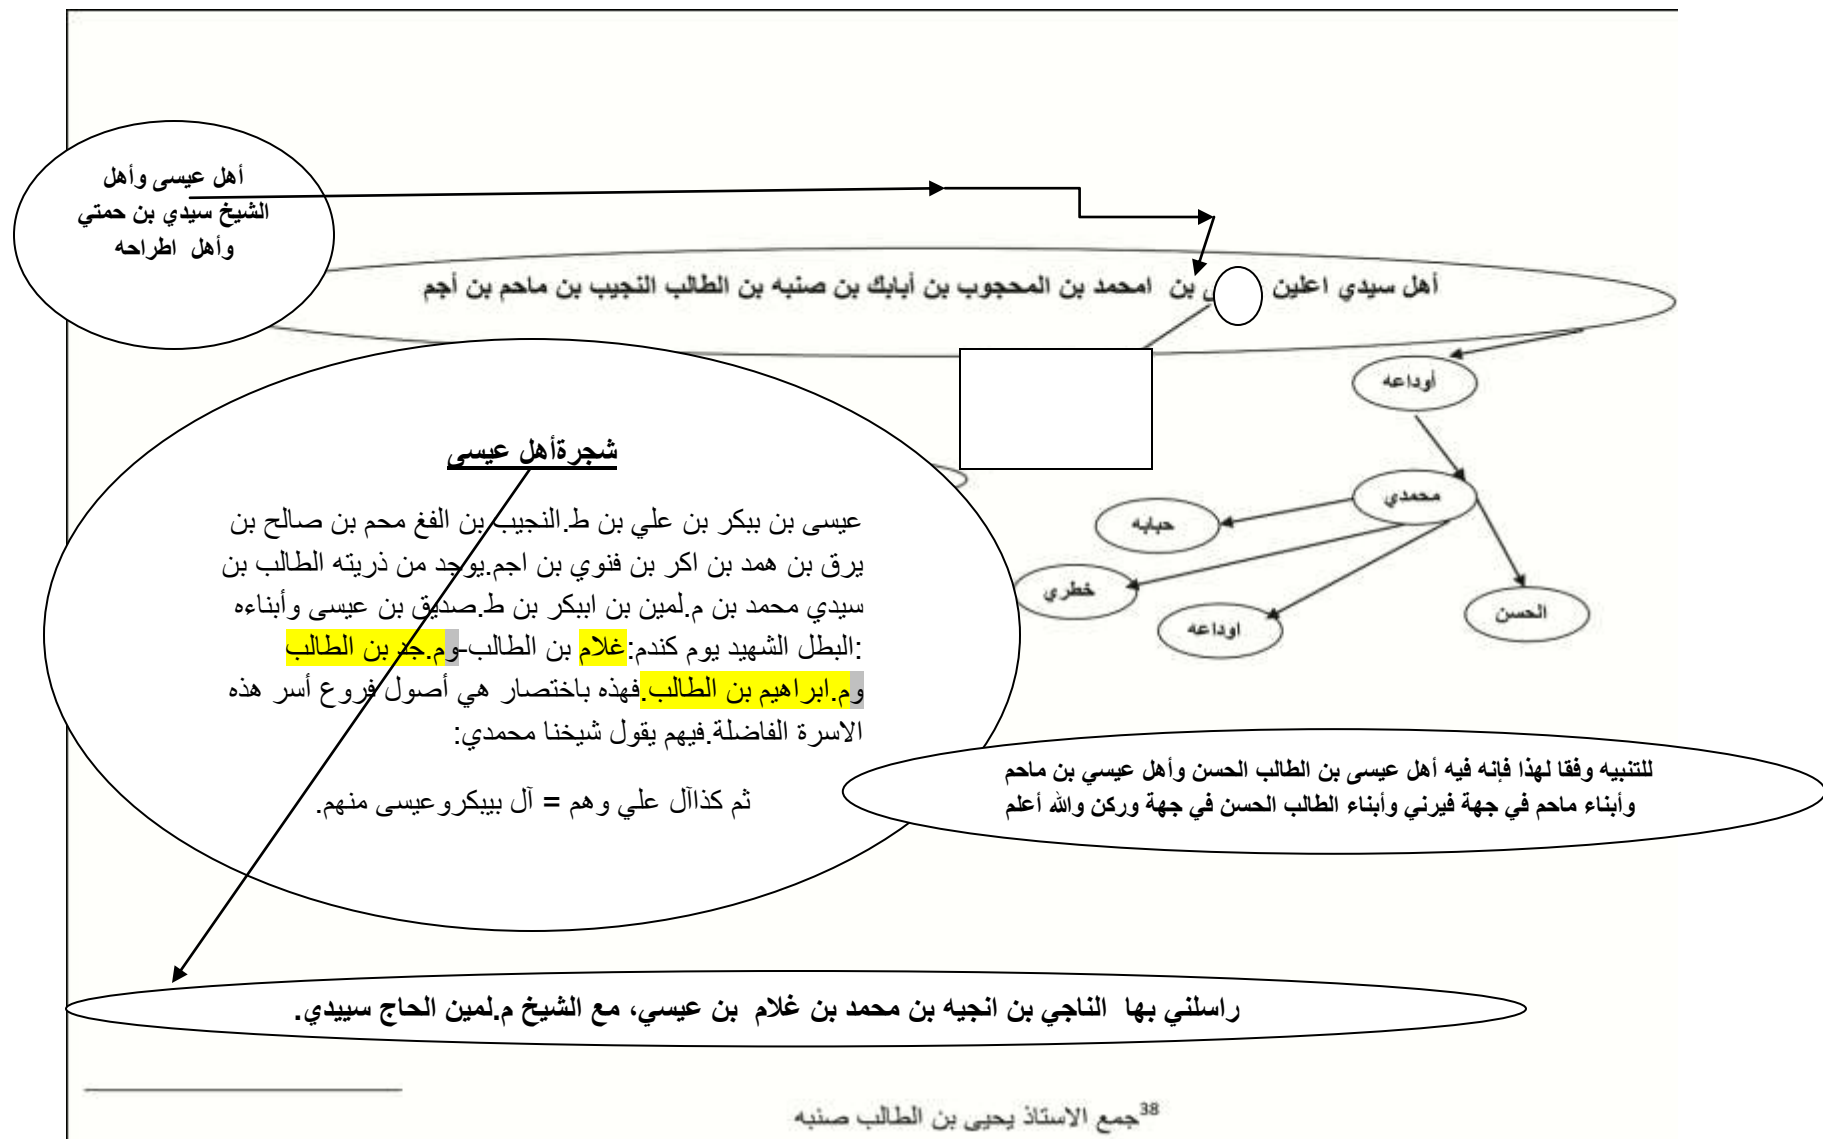 أهل عيسى وأهل
الشيخ سيدي بن حمتي
وأهل اطراحه
أهل سيدي اعلين بن امحمد بن المحجوب بن أبابك بن صنبه بن الطالب النجيب بن ماحم بن أجم
أوداعه
محمدي
حبابه
خطري
اوداعه
الحسن
شجرةأهل عيسى
عيسى بن ببكر بن علي بن ط.النجيب بن الفغ محم بن صالح بن
يرق بن همد بن اكر بن فنوي بن اجم.يوجد من ذريته الطالب بن
سيدي محمد بن م.لمين بن اببكر بن ط.صديق بن عيسى وأبناءه
:البطل الشهيد يوم كندم:غلام بن الطالب-وم.جد بن الطالب
وم.ابراهيم بن الطالب.فهذه باختصار هي أصول فروع أسر هذه
الاسرة الفاضلة.فيهم يقول شيخنا محمدي:
ثم كذاآل علي وهم = آل بيبكروعيسى منهم.
للتنبيه وفقا لهذا فإنه فيه أهل عيسى بن الطالب الحسن وأهل عيسي بن ماحم
وأبناء ماحم في جهة فيرني وأبناء الطالب الحسن في جهة وركن والله أعلم
راسلني بها الناجي بن انجيه بن محمد بن غلام بن عيسي، مع الشيخ م.لمين الحاج سييدي.
38جمع الاستاذ يحيى بن الطالب صنبه